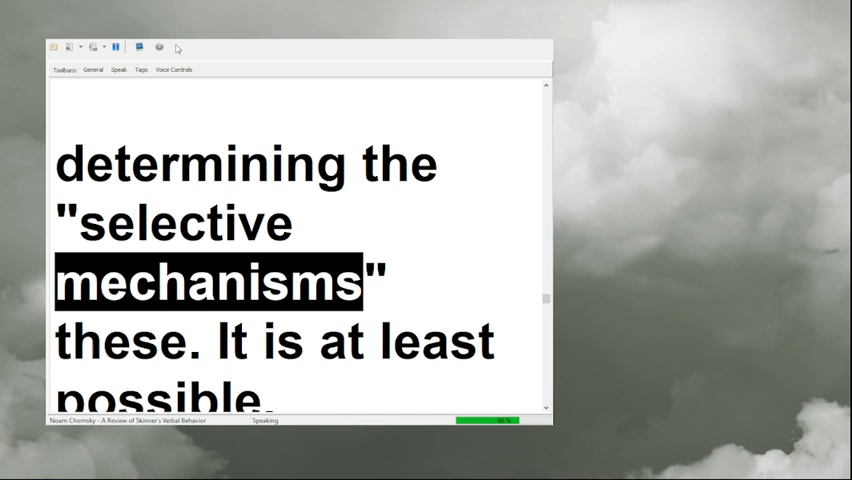 Toolbars: General Speak Tags Voice Controls
determining the
"selective
mechanisms"
these. It is at least
possible,
Noam Chomsky - A Review of Skinner's Verbal Behavior Speaking 66 %